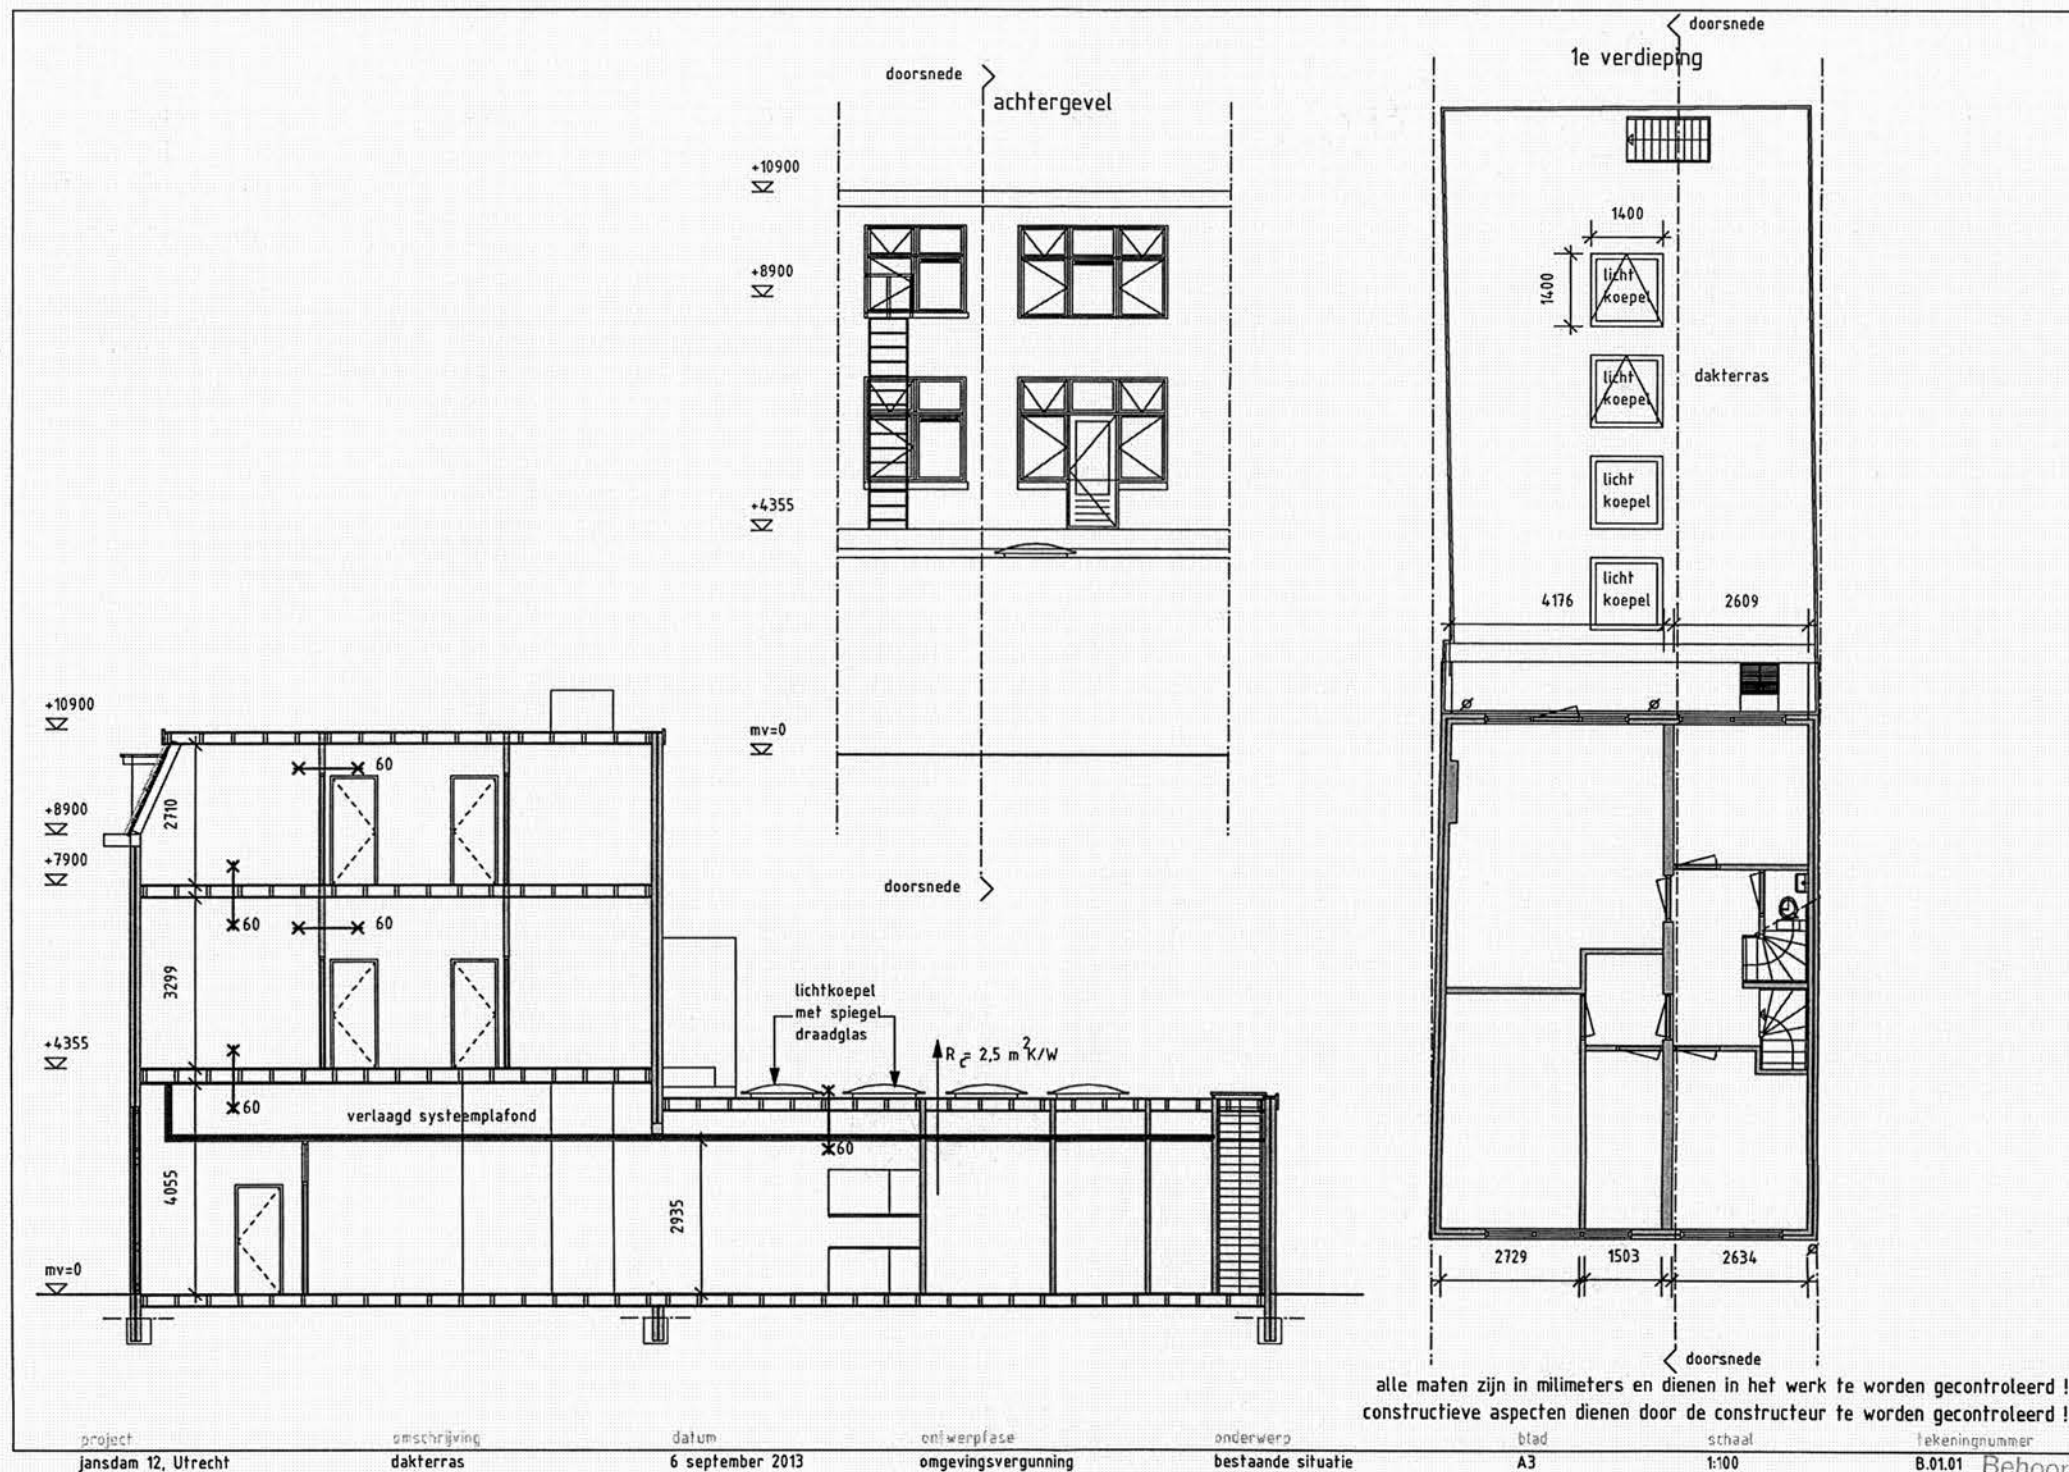 doorsnede
achtergevel
+10900
+8900
+4355
mv=0
doorsnede
doorsnede
1e verdieping
1400
1400
licht
koepel
licht
koepel
dakterras
licht
koepel
licht
koepel
4176
2609
2729
1503
2634
doorsnede
+10900
+8900
+7900
+4355
mv=0
2710
3299
4055
60
60
60
60
verlaagd systeemplafond
2935
lichtkoepel
met spiegel
draadglas
Rc= 2,5 m²K/W
60
alle maten zijn in milimeters en dienen in het werk te worden gecontroleerd !
constructieve aspecten dienen door de constructeur te worden gecontroleerd !
project omschrijving datum ontwerpfase onderwerp blad schaal tekeningnummer
jansdam 12, Utrecht dakterras 6 september 2013 omgevingsvergunning bestaande situatie A3 1:100 B.01.01
Behoor